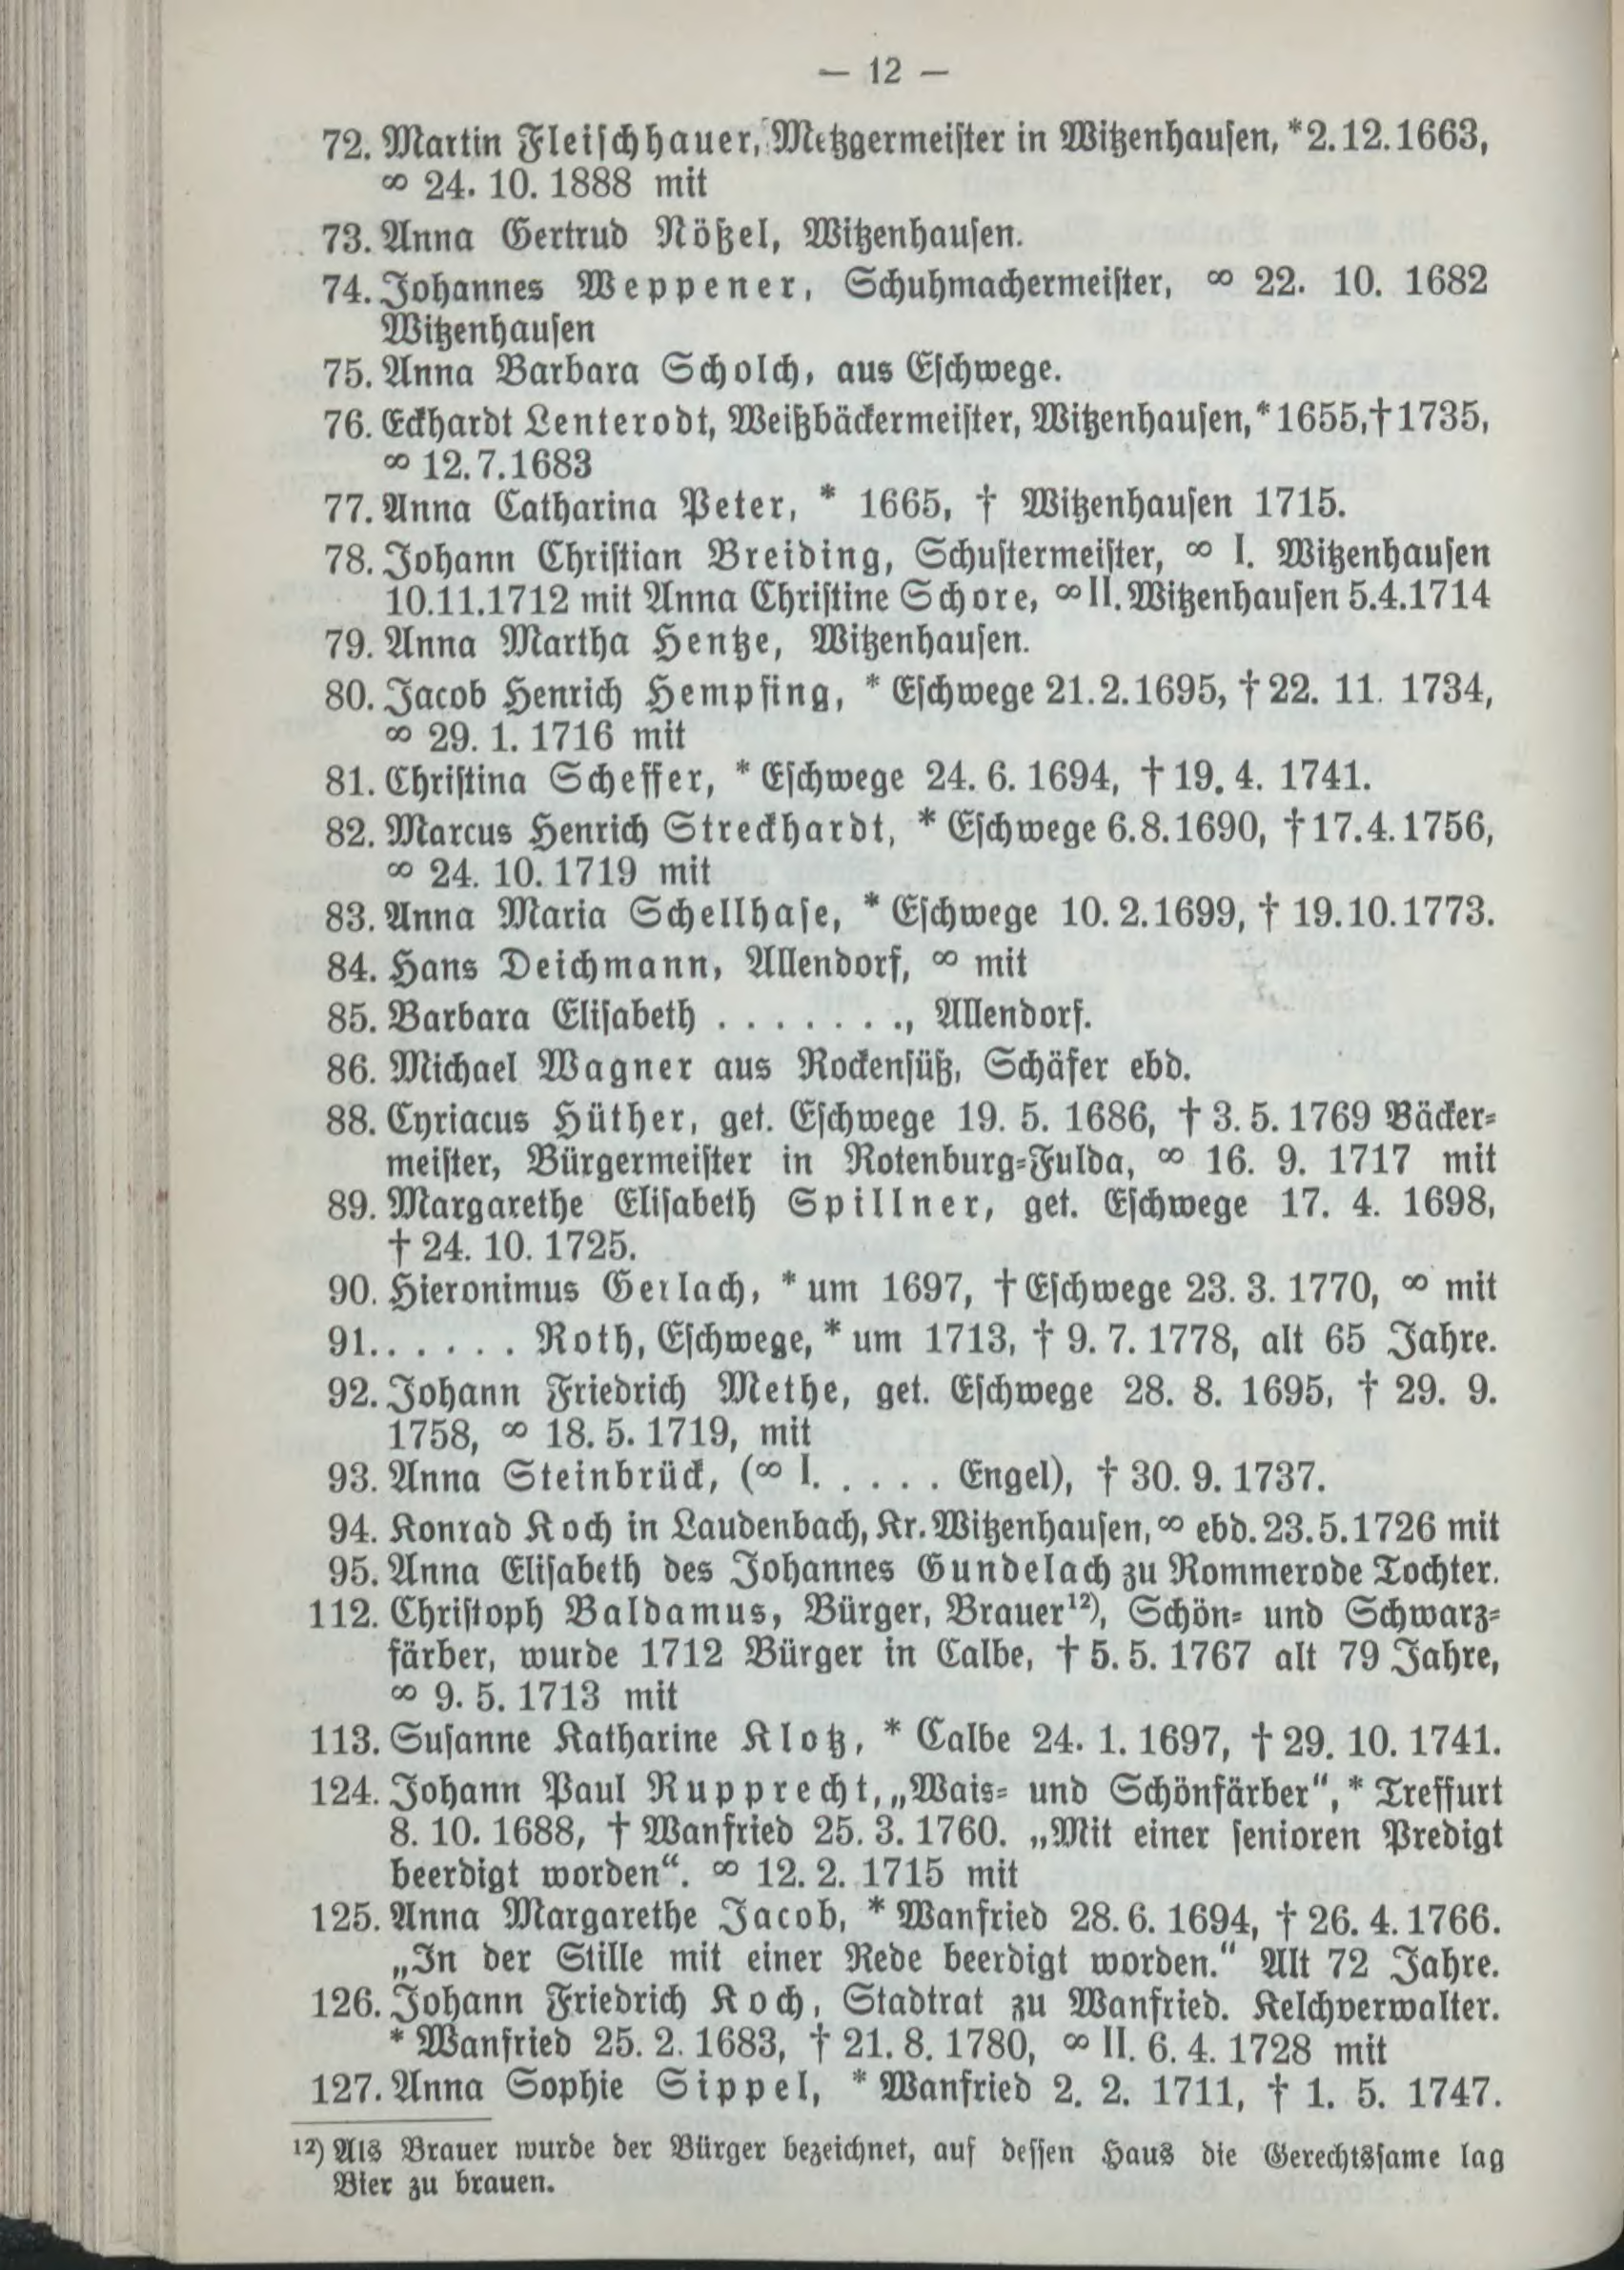 — 12 —
72. Martin Fleischhauer, Metzgermeister in Witzenhausen, * 2. 12. 1663,
∞ 24. 10. 1888 mit
73. Anna Gertrud Nößel, Witzenhausen.
74. Johannes Weppener, Schuhmachermeister, ∞ 22. 10. 1682
Witzenhausen
75. Anna Barbara Scholch, aus Eschwege.
76. Eckhardt Lenterodt, Weißbäckermeister, Witzenhausen, * 1655, † 1735,
∞ 12. 7. 1683
77. Anna Catharina Peter, * 1665, † Witzenhausen 1715.
78. Johann Christian Breiding, Schustermeister, ∞ I. Witzenhausen
10. 11. 1712 mit Anna Christine Schore, ∞ II. Witzenhausen 5. 4. 1714
79. Anna Martha Hentze, Witzenhausen.
80. Jacob Henrich Hempfing, * Eschwege 21. 2. 1695, † 22. 11. 1734,
∞ 29. 1. 1716 mit
81. Christina Scheffer, * Eschwege 24. 6. 1694, † 19. 4. 1741.
82. Marcus Henrich Streckhardt, * Eschwege 6. 8. 1690, † 17. 4. 1756,
∞ 24. 10. 1719 mit
83. Anna Maria Schellhase, * Eschwege 10. 2. 1699, † 19. 10. 1773.
84. Hans Deichmann, Allendorf, ∞ mit
85. Barbara Elisabeth . . . . . . . ., Allendorf.
86. Michael Wagner aus Rockensüß, Schäfer ebd.
88. Cyriacus Hüther, get. Eschwege 19. 5. 1686, † 3. 5. 1769 Bäcker-
meister, Bürgermeister in Rotenburg-Fulda, ∞ 16. 9. 1717 mit
89. Margarethe Elisabeth Spillner, get. Eschwege 17. 4. 1698,
† 24. 10. 1725.
90. Hieronimus Gerlach, * um 1697, † Eschwege 23. 3. 1770, ∞ mit
91. . . . . . . Roth, Eschwege, * um 1713, † 9. 7. 1778, alt 65 Jahre.
92. Johann Friedrich Methe, get. Eschwege 28. 8. 1695, † 29. 9.
1758, ∞ 18. 5. 1719, mit
93. Anna Steinbrück, (∞ I. . . . . . Engel), † 30. 9. 1737.
94. Konrad Koch in Laudenbach, Kr. Witzenhausen, ∞ ebd. 23. 5. 1726 mit
95. Anna Elisabeth des Johannes Gundelach zu Rommerode Tochter.
112. Christoph Baldamus, Bürger, Brauer¹²), Schön- und Schwarz-
färber, wurde 1712 Bürger in Calbe, † 5. 5. 1767 alt 79 Jahre,
∞ 9. 5. 1713 mit
113. Susanne Katharine Klotz, * Calbe 24. 1. 1697, † 29. 10. 1741.
124. Johann Paul Rupprecht, „Wais- und Schönfärber“, * Treffurt
8. 10. 1688, † Wanfried 25. 3. 1760. „Mit einer senioren Predigt
beerdigt worden“. ∞ 12. 2. 1715 mit
125. Anna Margarethe Jacob, * Wanfried 28. 6. 1694, † 26. 4. 1766.
„In der Stille mit einer Rede beerdigt worden.“ Alt 72 Jahre.
126. Johann Friedrich Koch, Stadtrat zu Wanfried. Kelchverwalter.
* Wanfried 25. 2. 1683, † 21. 8. 1780, ∞ II. 6. 4. 1728 mit
127. Anna Sophie Sippel, * Wanfried 2. 2. 1711, † 1. 5. 1747.
¹²) Als Brauer wurde der Bürger bezeichnet, auf dessen Haus die Gerechtsame lag
Bier zu brauen.